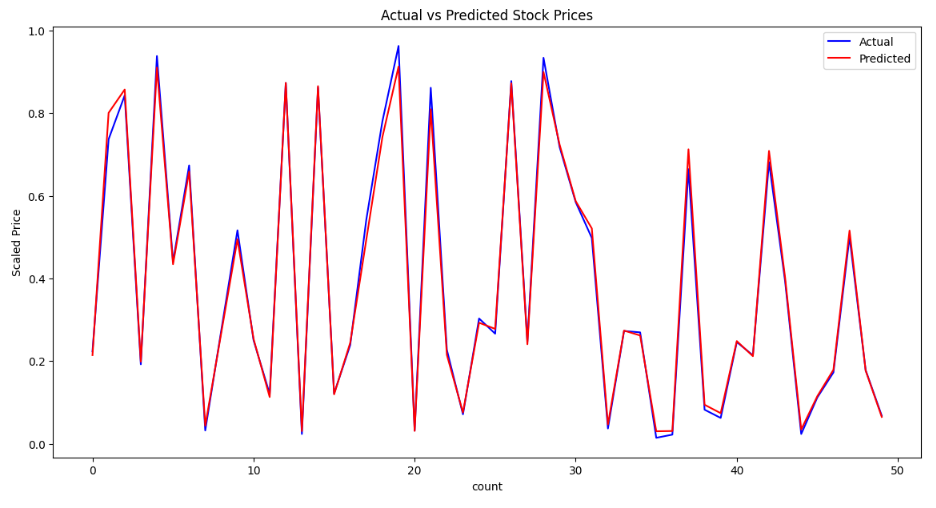 Actual vs Predicted Stock Prices
Actual
Predicted
1.0
0.8
0.6
0.4
0.2
0.0
Scaled Price
0 10 20 30 40 50
count